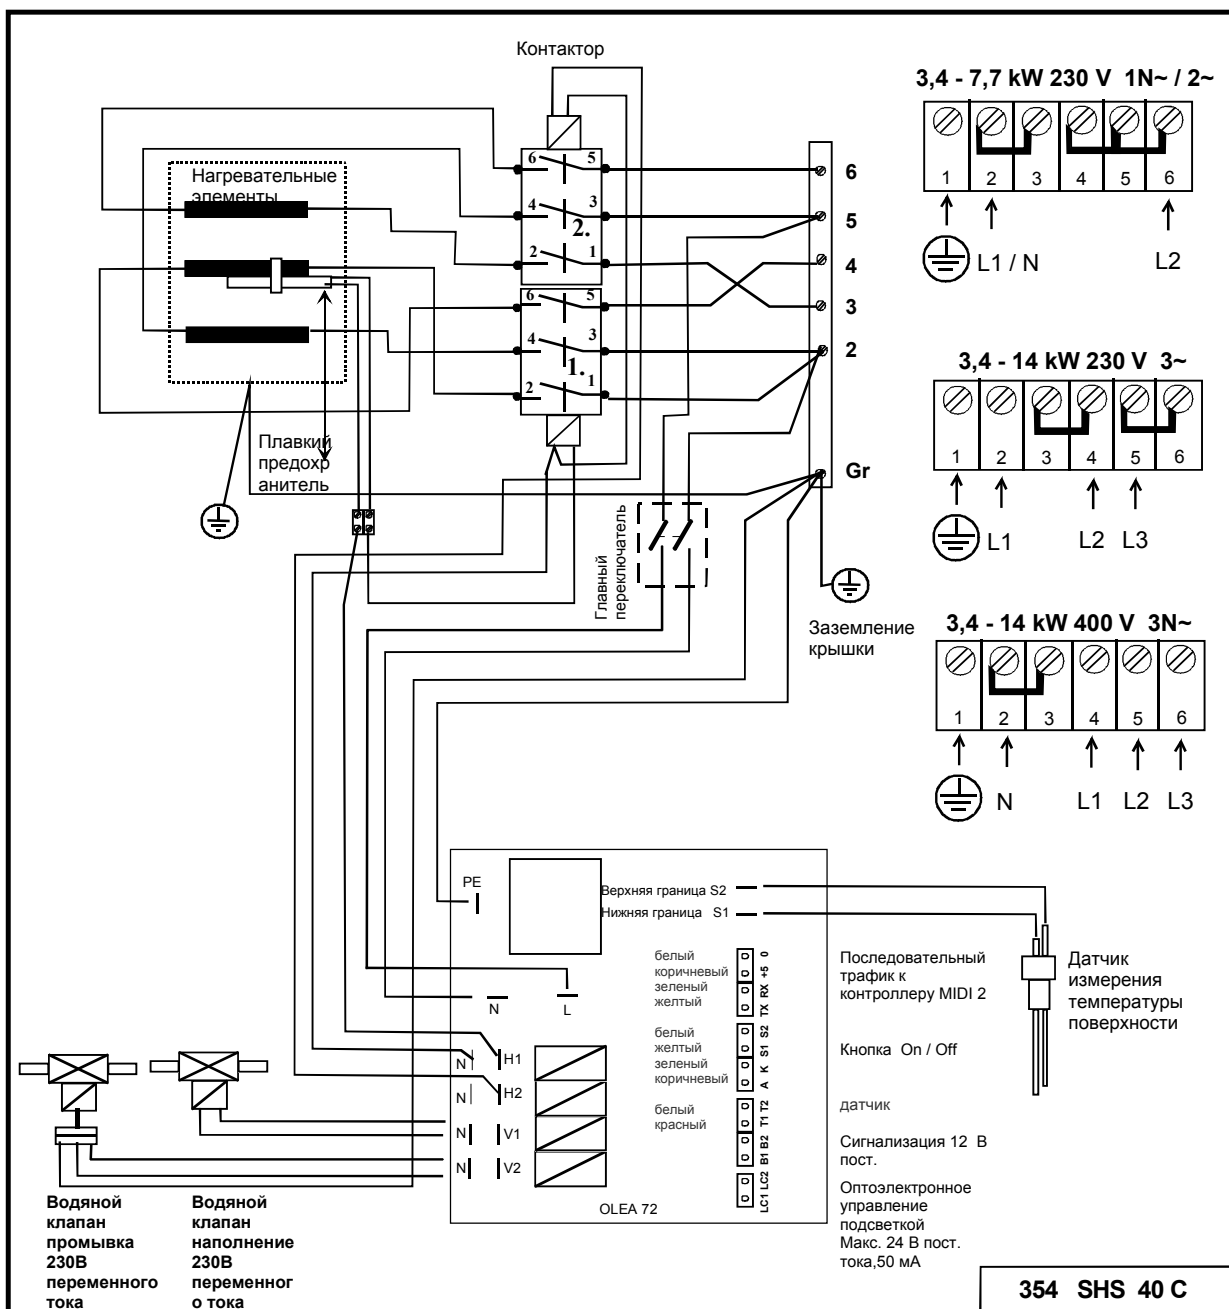 Контактор
3,4 - 7,7 kW 230 V 1N~ / 2~
1 2 3 4 5 6
L1 / N L2
Нагревательные
элементы
6 5
4 3
2.
2 1
6 5
4 3
1.
2 1
6
5
4
3
2
Gr
3,4 - 14 kW 230 V 3~
1 2 3 4 5 6
L1 L2 L3
Плавкий
предохр
анитель
Главный
переключатель
Заземление
крышки
3,4 - 14 kW 400 V 3N~
1 2 3 4 5 6
N L1 L2 L3
PE
Верхняя граница S2
Нижняя граница S1
N L
белый 0
коричневый +5
зеленый RX
желтый TX
Последовательный
трафик к
контроллеру MIDI 2
Датчик
измерения
температуры
поверхности
белый S2
желтый S1
зеленый K
коричневый A
Кнопка On / Off
белый T2
красный T1
датчик
B2
B1
Сигнализация 12 В
пост.
LC2
LC1
Оптоэлектронное
управление
подсветкой
Макс. 24 В пост.
тока,50 мА
N H1
N H2
N V1
N V2
OLEA 72
Водяной
клапан
промывка
230В
переменного
тока
Водяной
клапан
наполнение
230В
переменног
о тока
354 SHS 40 C